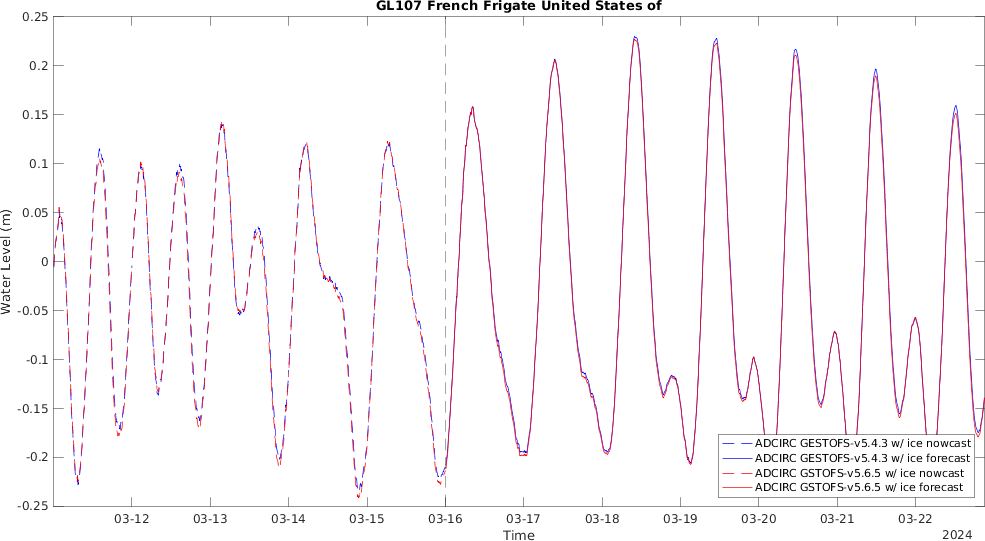 GL107 French Frigate United States of
0.25
0.2
0.15
0.1
0.05
0
-0.05
-0.1
-0.15
-0.2
-0.25
Water Level (m)
ADCIRC GESTOFS-v5.4.3 w/ ice nowcast
ADCIRC GESTOFS-v5.4.3 w/ ice forecast
ADCIRC GSTOFS-v5.6.5 w/ ice nowcast
ADCIRC GSTOFS-v5.6.5 w/ ice forecast
03-12 03-13 03-14 03-15 03-16 03-17 03-18 03-19 03-20 03-21 03-22
Time
2024